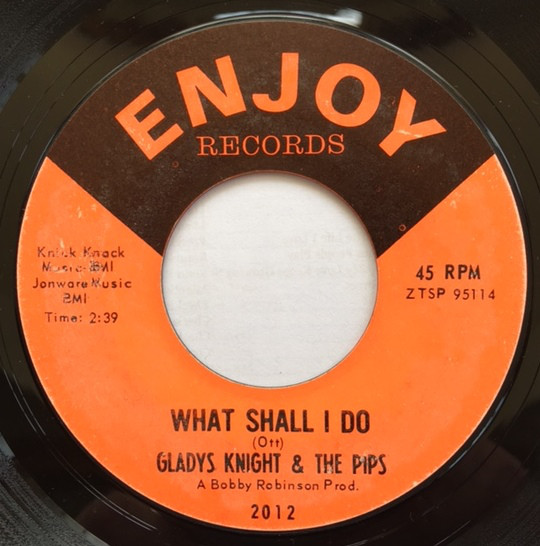 ENJOY
RECORDS
Knick Knack
Music-BMI
Jonware Music
BMI
Time: 2:39
45 RPM
ZTSP 95114
WHAT SHALL I DO
(Ott)
GLADYS KNIGHT & THE PIPS
A Bobby Robinson Prod.
2012